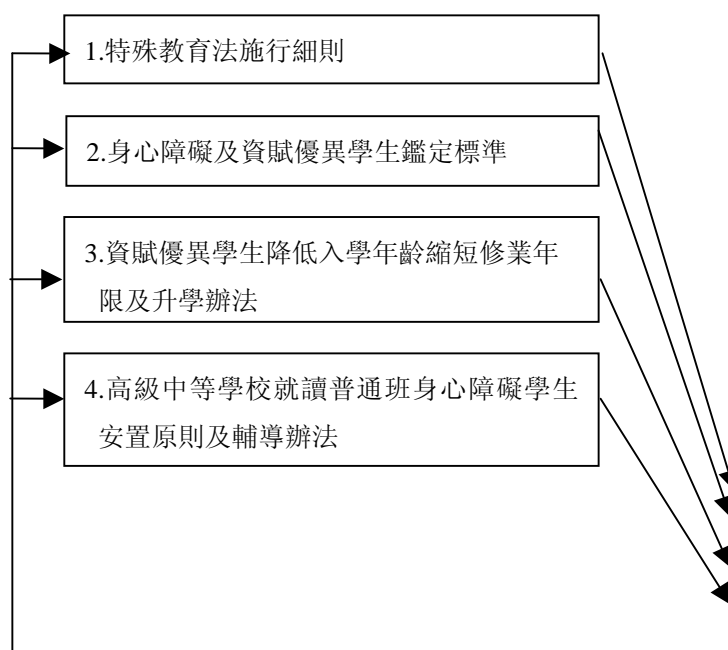 1.特殊教育法施行細則
2.身心障礙及資賦優異學生鑑定標準
3.資賦優異學生降低入學年齡縮短修業年
限及升學辦法
4.高級中等學校就讀普通班身心障礙學生
安置原則及輔導辦法